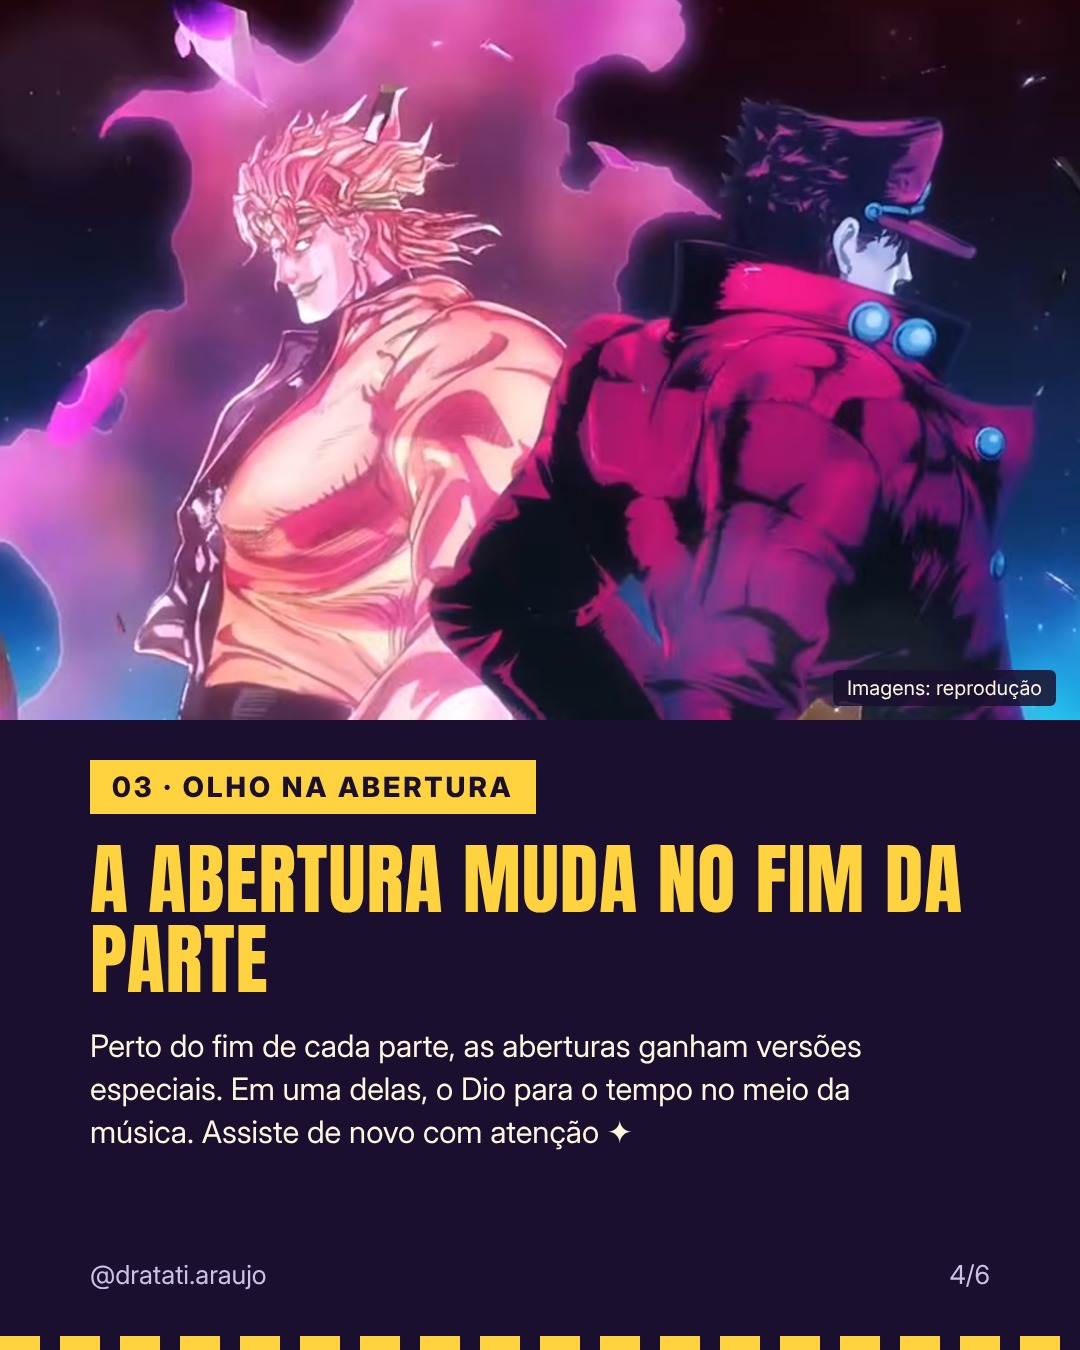 Imagens: reprodução
03 · OLHO NA ABERTURA
A ABERTURA MUDA NO FIM DA
PARTE
Perto do fim de cada parte, as aberturas ganham versões
especiais. Em uma delas, o Dio para o tempo no meio da
música. Assiste de novo com atenção ✦
@dratati.araujo
4/6